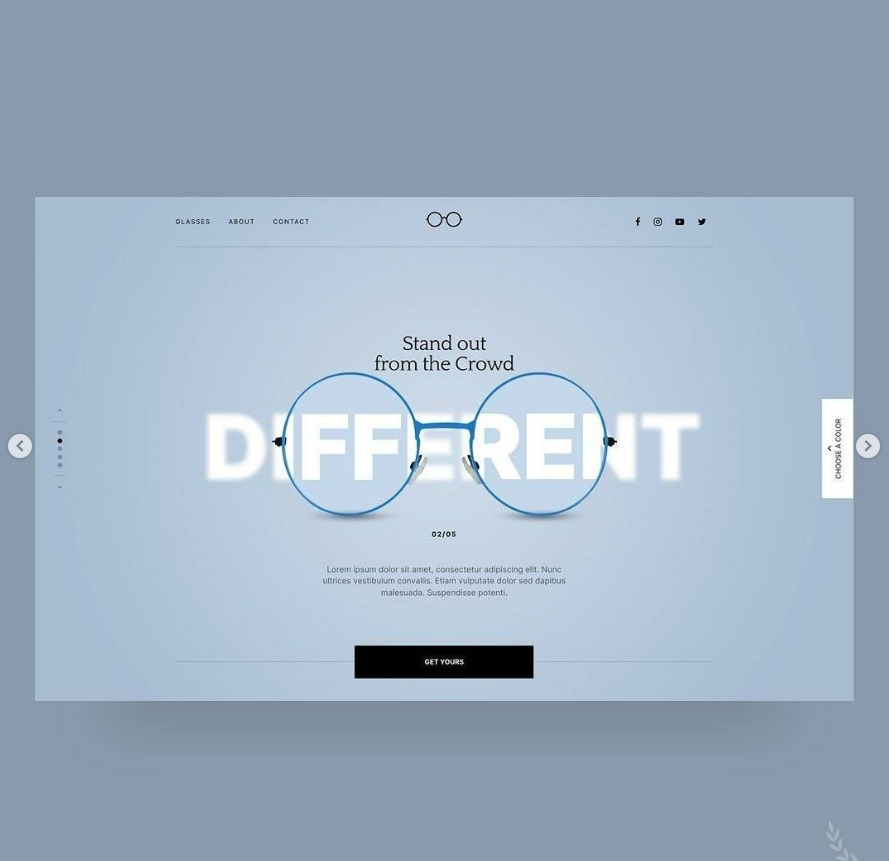 GLASSES ABOUT CONTACT
Stand out
from the Crowd
DIFFERENT
CHOOSE A COLOR
02/05
Lorem ipsum dolor sit amet, consectetur adipiscing elit. Nunc
ultrices vestibulum convallis. Etiam vulputate dolor sed dapibus
malesuada. Suspendisse potenti.
GET YOURS